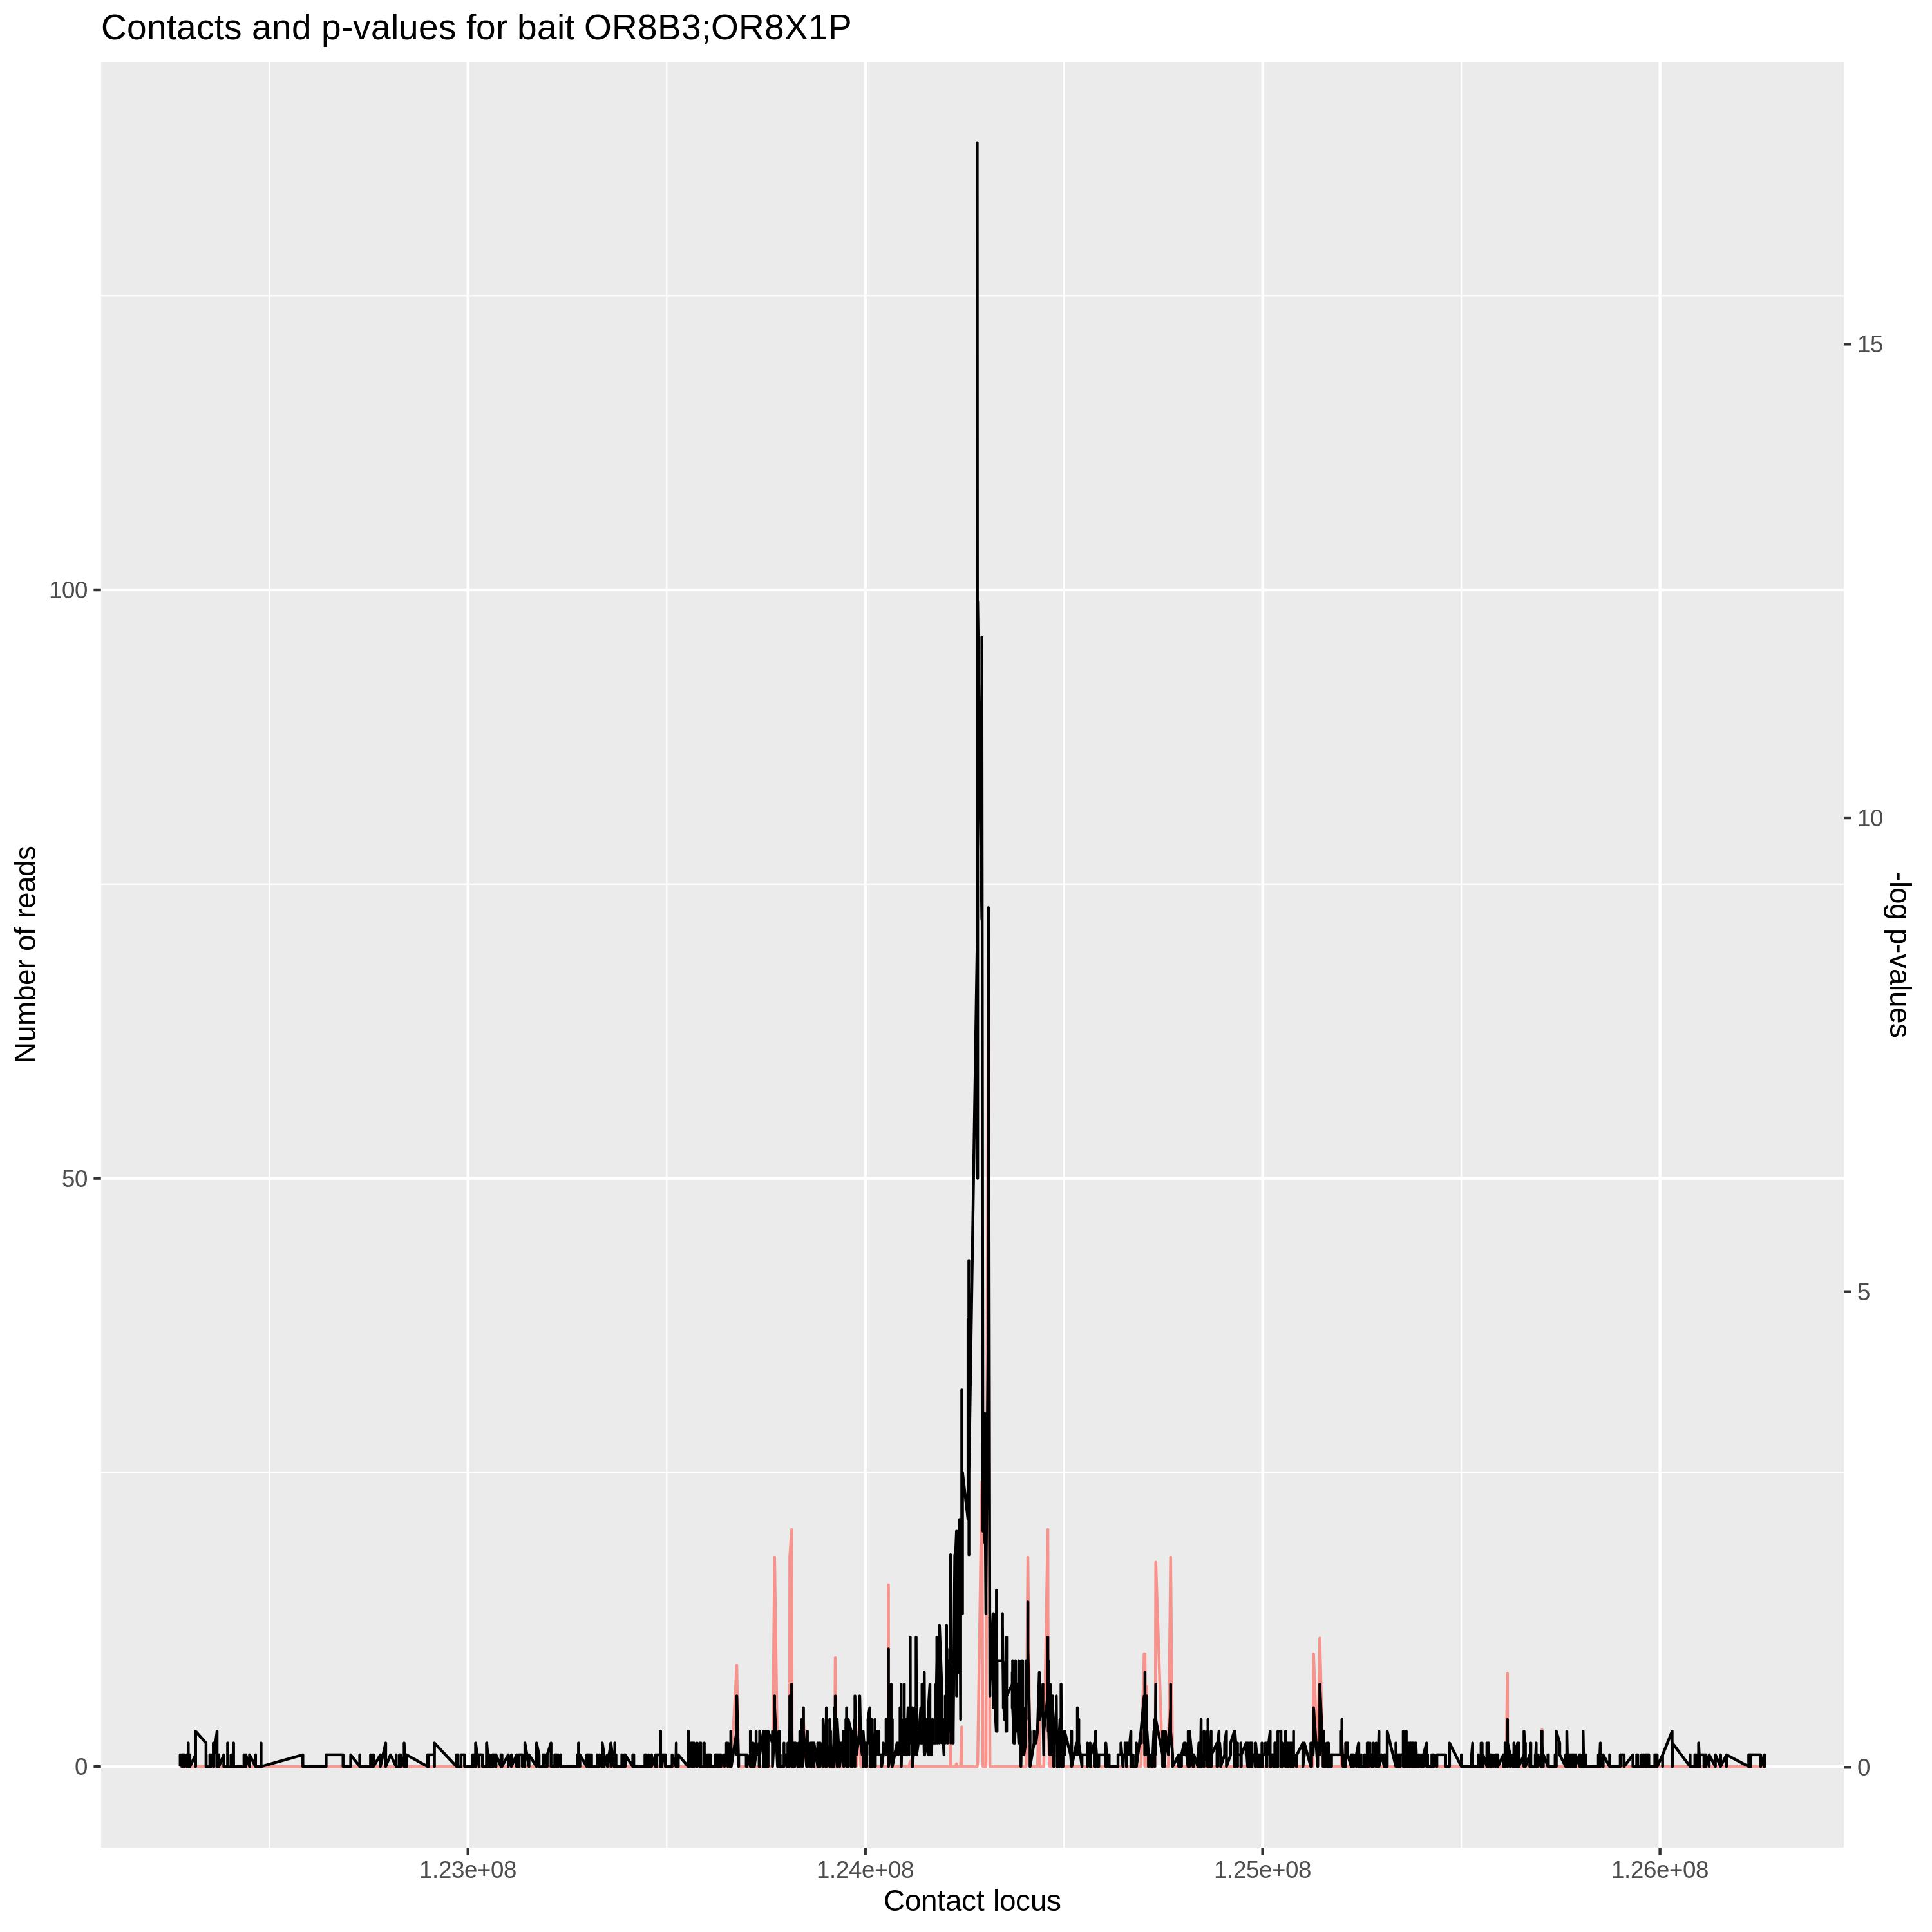 Contacts and p-values for bait OR8B3;OR8X1P
Number of reads
100
50
0
15
10
5
0
-log p-values
1.23e+08
1.24e+08
1.25e+08
1.26e+08
Contact locus